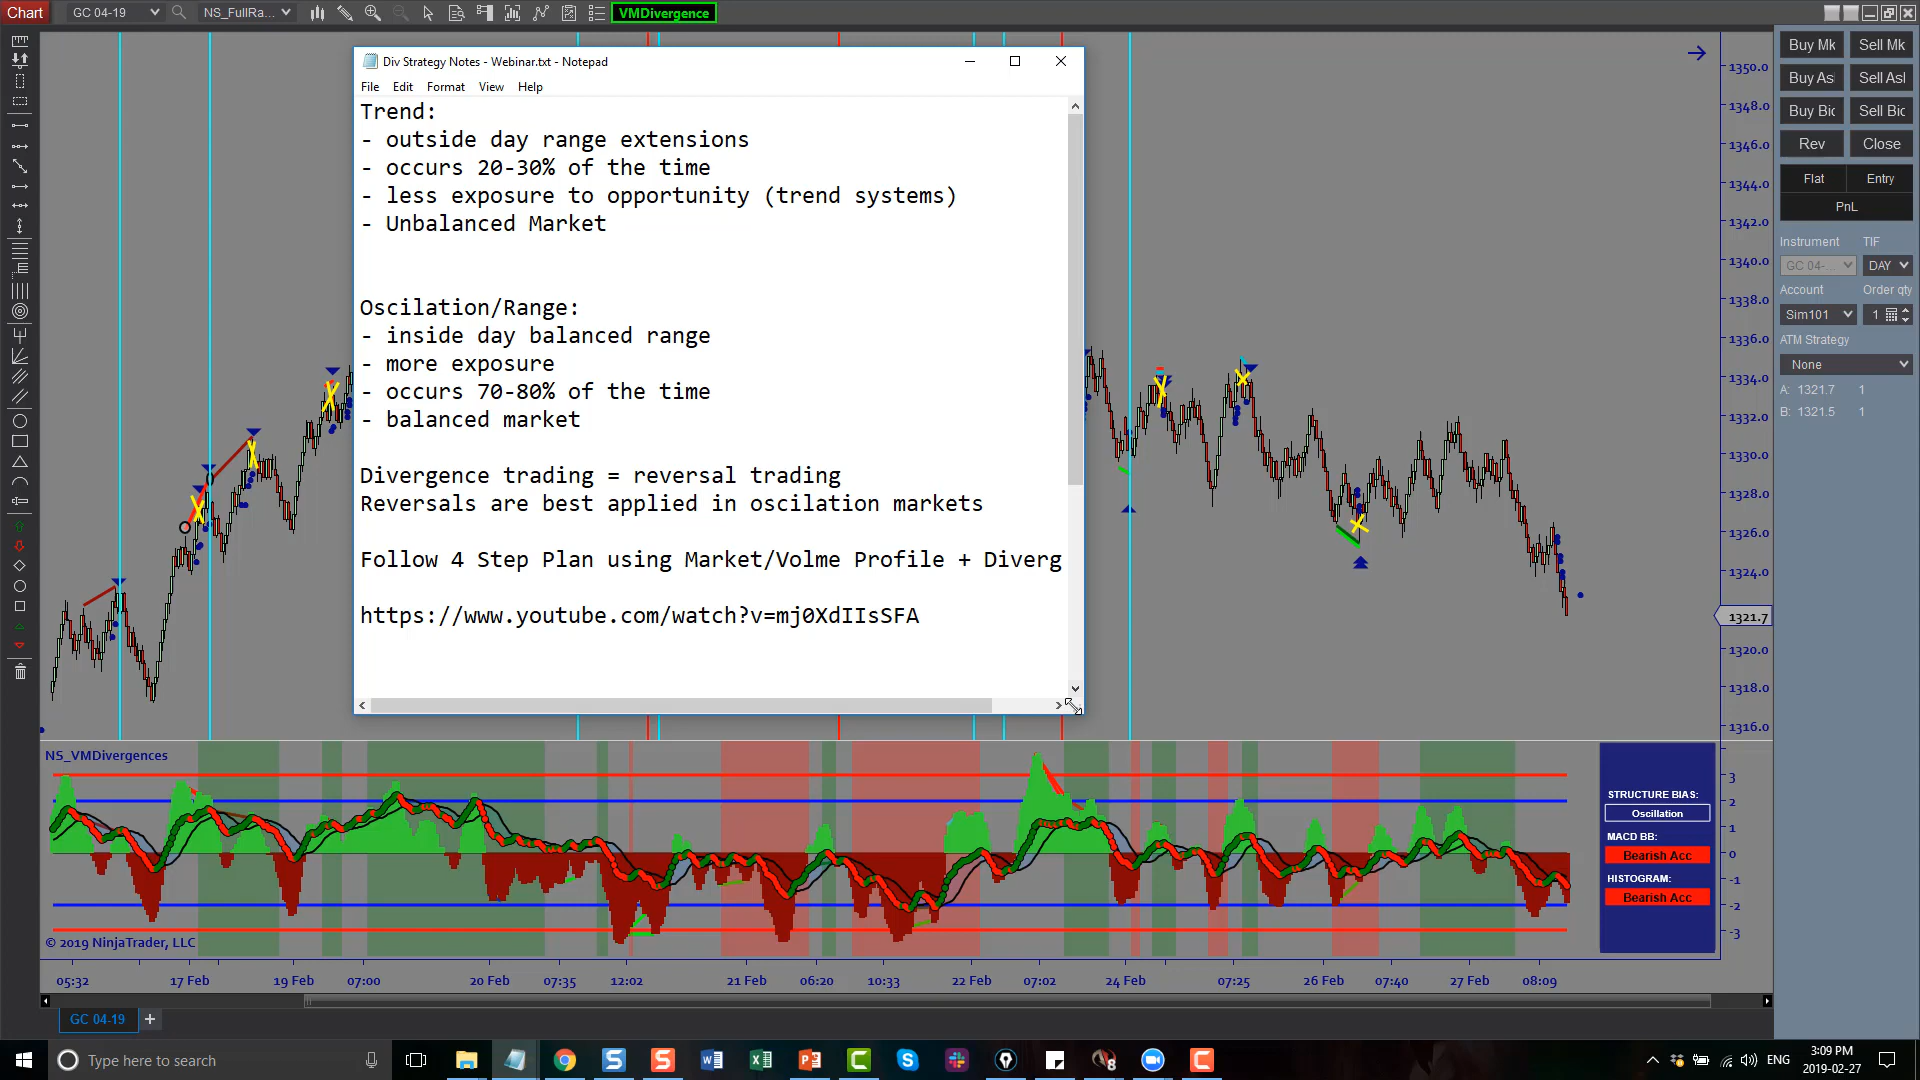 Chart
GC 04-19
NS_FullRa...
VMDivergence
Div Strategy Notes - Webinar.txt - Notepad
File Edit Format View Help
Trend:
- outside day range extensions
- occurs 20-30% of the time
- less exposure to opportunity (trend systems)
- Unbalanced Market
Oscilation/Range:
- inside day balanced range
- more exposure
- occurs 70-80% of the time
- balanced market
Divergence trading = reversal trading
Reversals are best applied in oscilation markets
Follow 4 Step Plan using Market/Volme Profile + Diverg
https://www.youtube.com/watch?v=mj0XdIIsSFA
1350.0
1348.0
1346.0
1344.0
1342.0
1340.0
1338.0
1336.0
1334.0
1332.0
1330.0
1328.0
1326.0
1324.0
1321.7
1320.0
1318.0
1316.0
Buy Mk Sell Mk
Buy As Sell Asl
Buy Bic Sell Bic
Rev Close
Flat Entry
PnL
Instrument TIF
GC 04-... DAY
Account Order qty
Sim101 1
ATM Strategy
None
A: 1321.7 1
B: 1321.5 1
NS_VMDivergences
3
2
1
0
-1
-2
-3
STRUCTURE BIAS:
Oscillation
MACD BB:
Bearish Acc
HISTOGRAM:
Bearish Acc
© 2019 NinjaTrader, LLC
05:32 17 Feb 19 Feb 07:00 20 Feb 07:35 12:02 21 Feb 06:20 10:33 22 Feb 07:02 24 Feb 07:25 26 Feb 07:40 27 Feb 08:09
GC 04-19 +
Type here to search
ENG
3:09 PM
2019-02-27